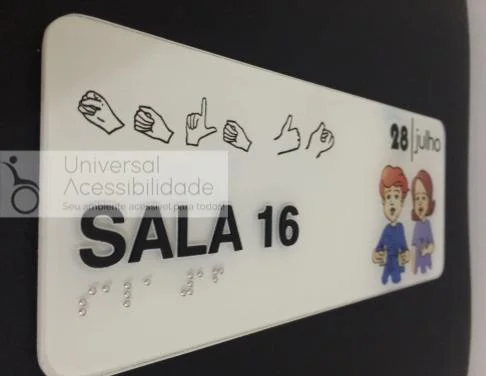 28 julho
Universal
Acessibilidade
Seu ambiente acessível para todos!
SALA 16